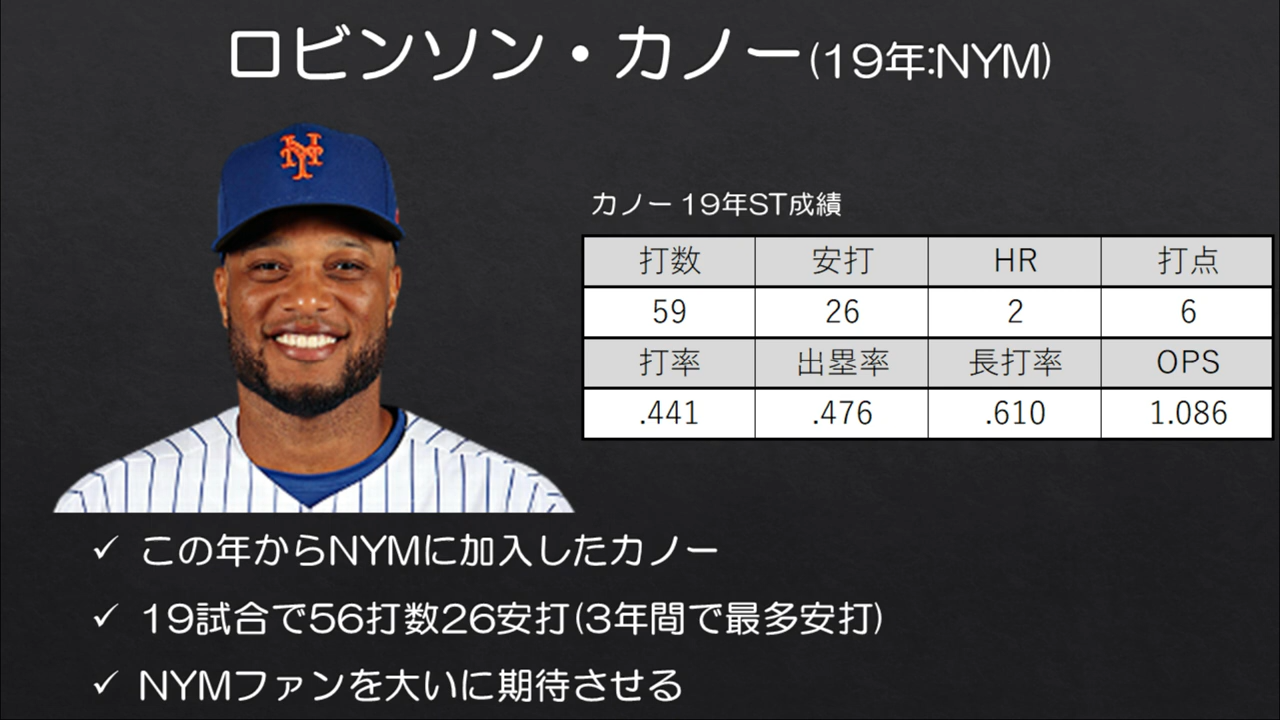 ロビンソン・カノー(19年:NYM)
NY
カノー 19年ST成績
打数 安打 HR 打点
59 26 2 6
打率 出塁率 長打率 OPS
.441 .476 .610 1.086
✓ この年からNYMに加入したカノー
✓ 19試合で56打数26安打(3年間で最多安打)
✓ NYMファンを大いに期待させる